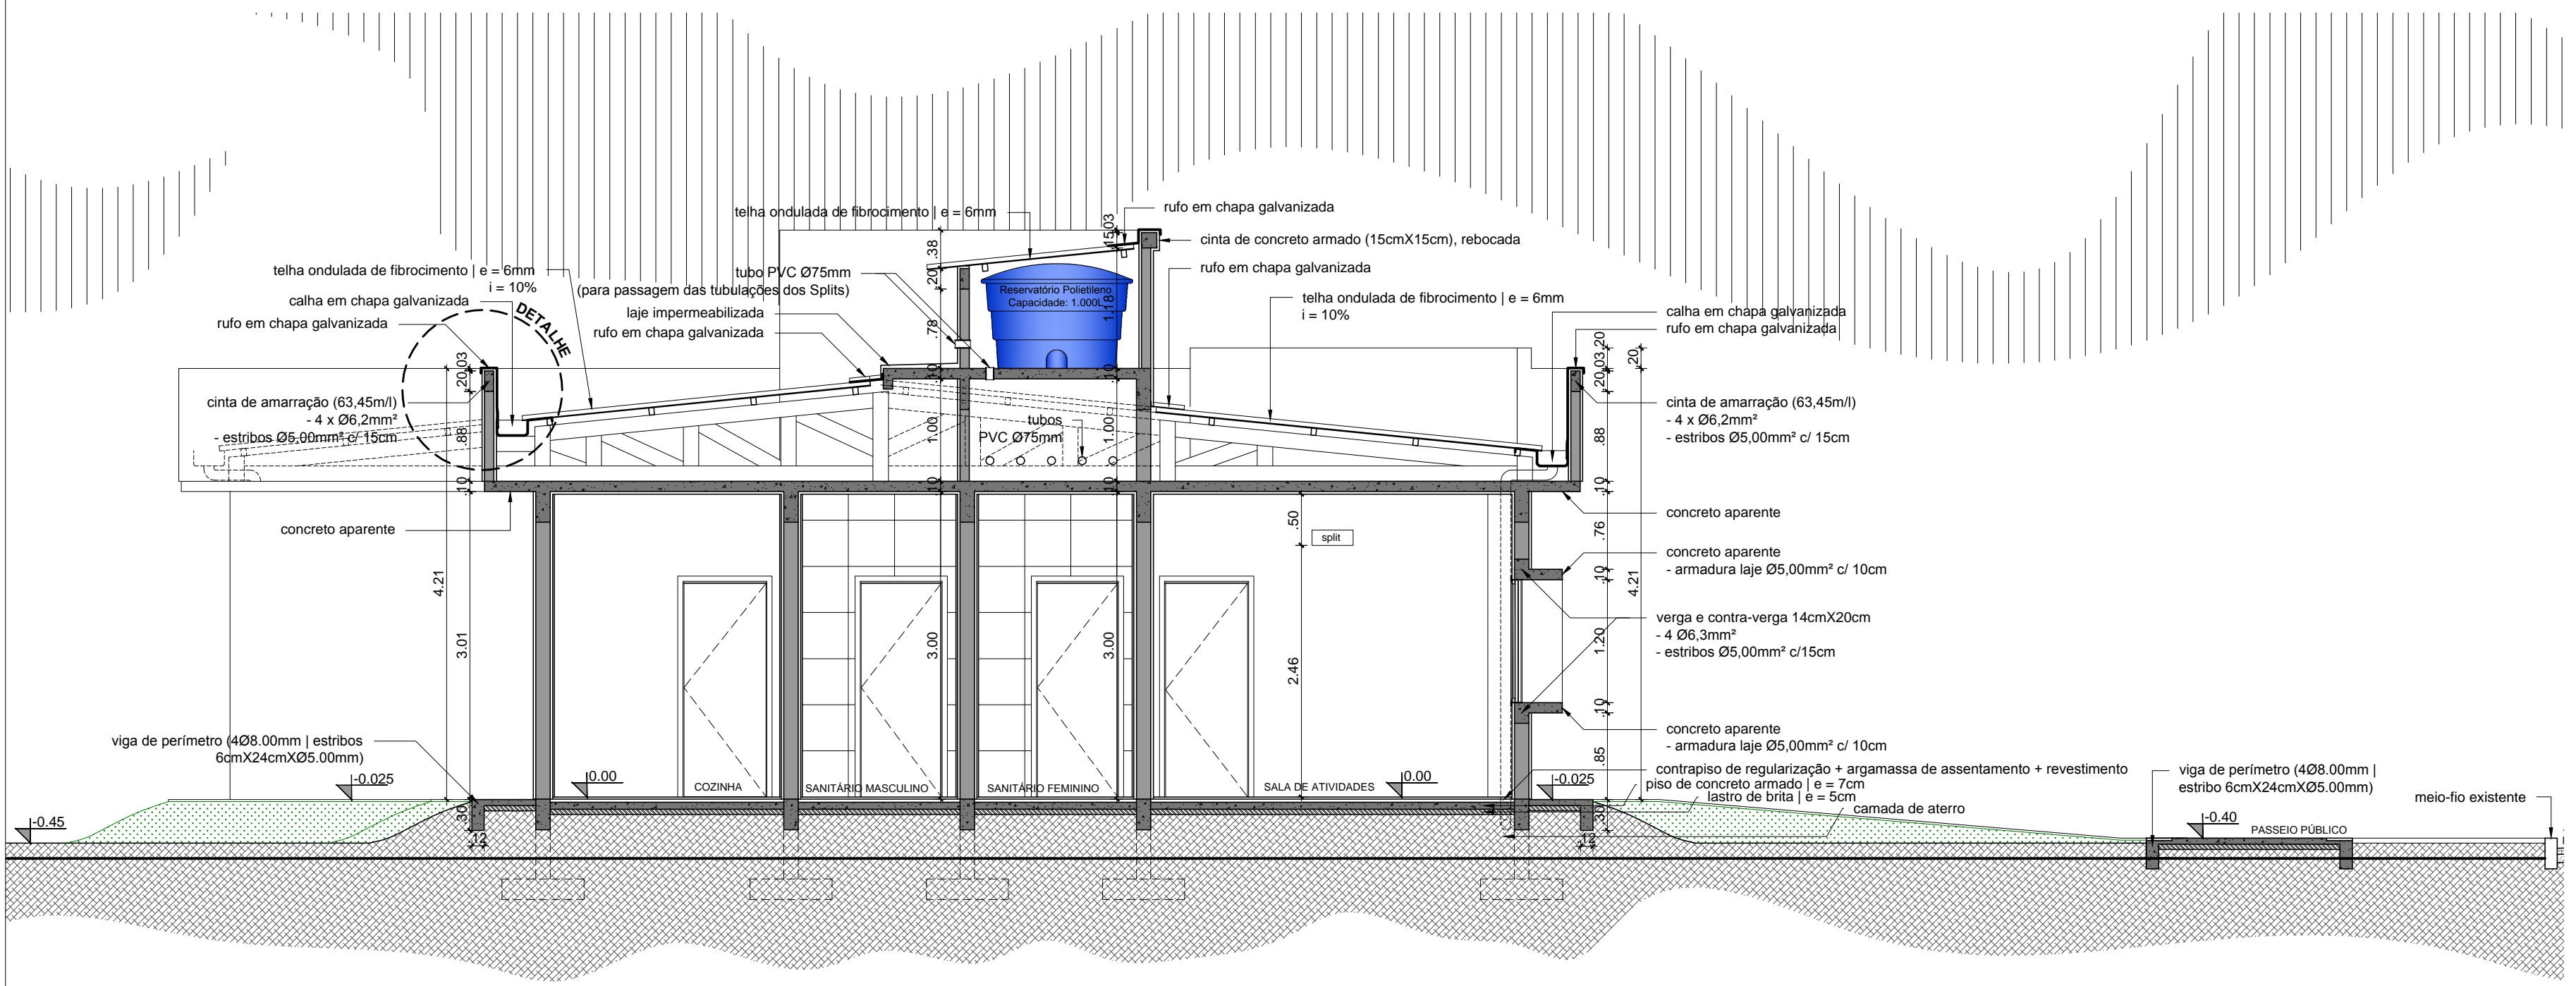 telha ondulada de fibrocimento | e = 6mm
rufo em chapa galvanizada
cinta de concreto armado (15cmX15cm), rebocada
rufo em chapa galvanizada
telha ondulada de fibrocimento | e = 6mm
i = 10%
tubo PVC Ø75mm
(para passagem das tubulações dos Splits)
laje impermeabilizada
rufo em chapa galvanizada
calha em chapa galvanizada
rufo em chapa galvanizada
DETALHE
Reservatório Polietileno
Capacidade: 1.000L
telha ondulada de fibrocimento | e = 6mm
i = 10%
calha em chapa galvanizada
rufo em chapa galvanizada
.15
.03
.38
.20
.78
.10
1.18
.10
.03
.20
.88
.10
1.00
.10
1.00
.10
.20
.03
.20
.20
.88
.10
cinta de amarração (63,45m/l)
- 4 x Ø6,2mm²
- estribos Ø5,00mm² c/ 15cm
tubos
PVC Ø75mm
cinta de amarração (63,45m/l)
- 4 x Ø6,2mm²
- estribos Ø5,00mm² c/ 15cm
concreto aparente
concreto aparente
.50
split
.76
concreto aparente
- armadura laje Ø5,00mm² c/ 10cm
.10
4.21
4.21
verga e contra-verga 14cmX20cm
- 4 Ø6,3mm²
- estribos Ø5,00mm² c/15cm
3.01
3.00
3.00
2.46
1.20
.10
concreto aparente
- armadura laje Ø5,00mm² c/ 10cm
.85
viga de perímetro (4Ø8.00mm | estribos
6cmX24cmXØ5.00mm)
-0.025
0.00
COZINHA
SANITÁRIO MASCULINO
SANITÁRIO FEMININO
SALA DE ATIVIDADES
0.00
-0.025
contrapiso de regularização + argamassa de assentamento + revestimento
piso de concreto armado | e = 7cm
lastro de brita | e = 5cm
camada de aterro
viga de perímetro (4Ø8.00mm |
estribo 6cmX24cmXØ5.00mm)
meio-fio existente
-0.45
.30
12
.30
12
-0.40
PASSEIO PÚBLICO